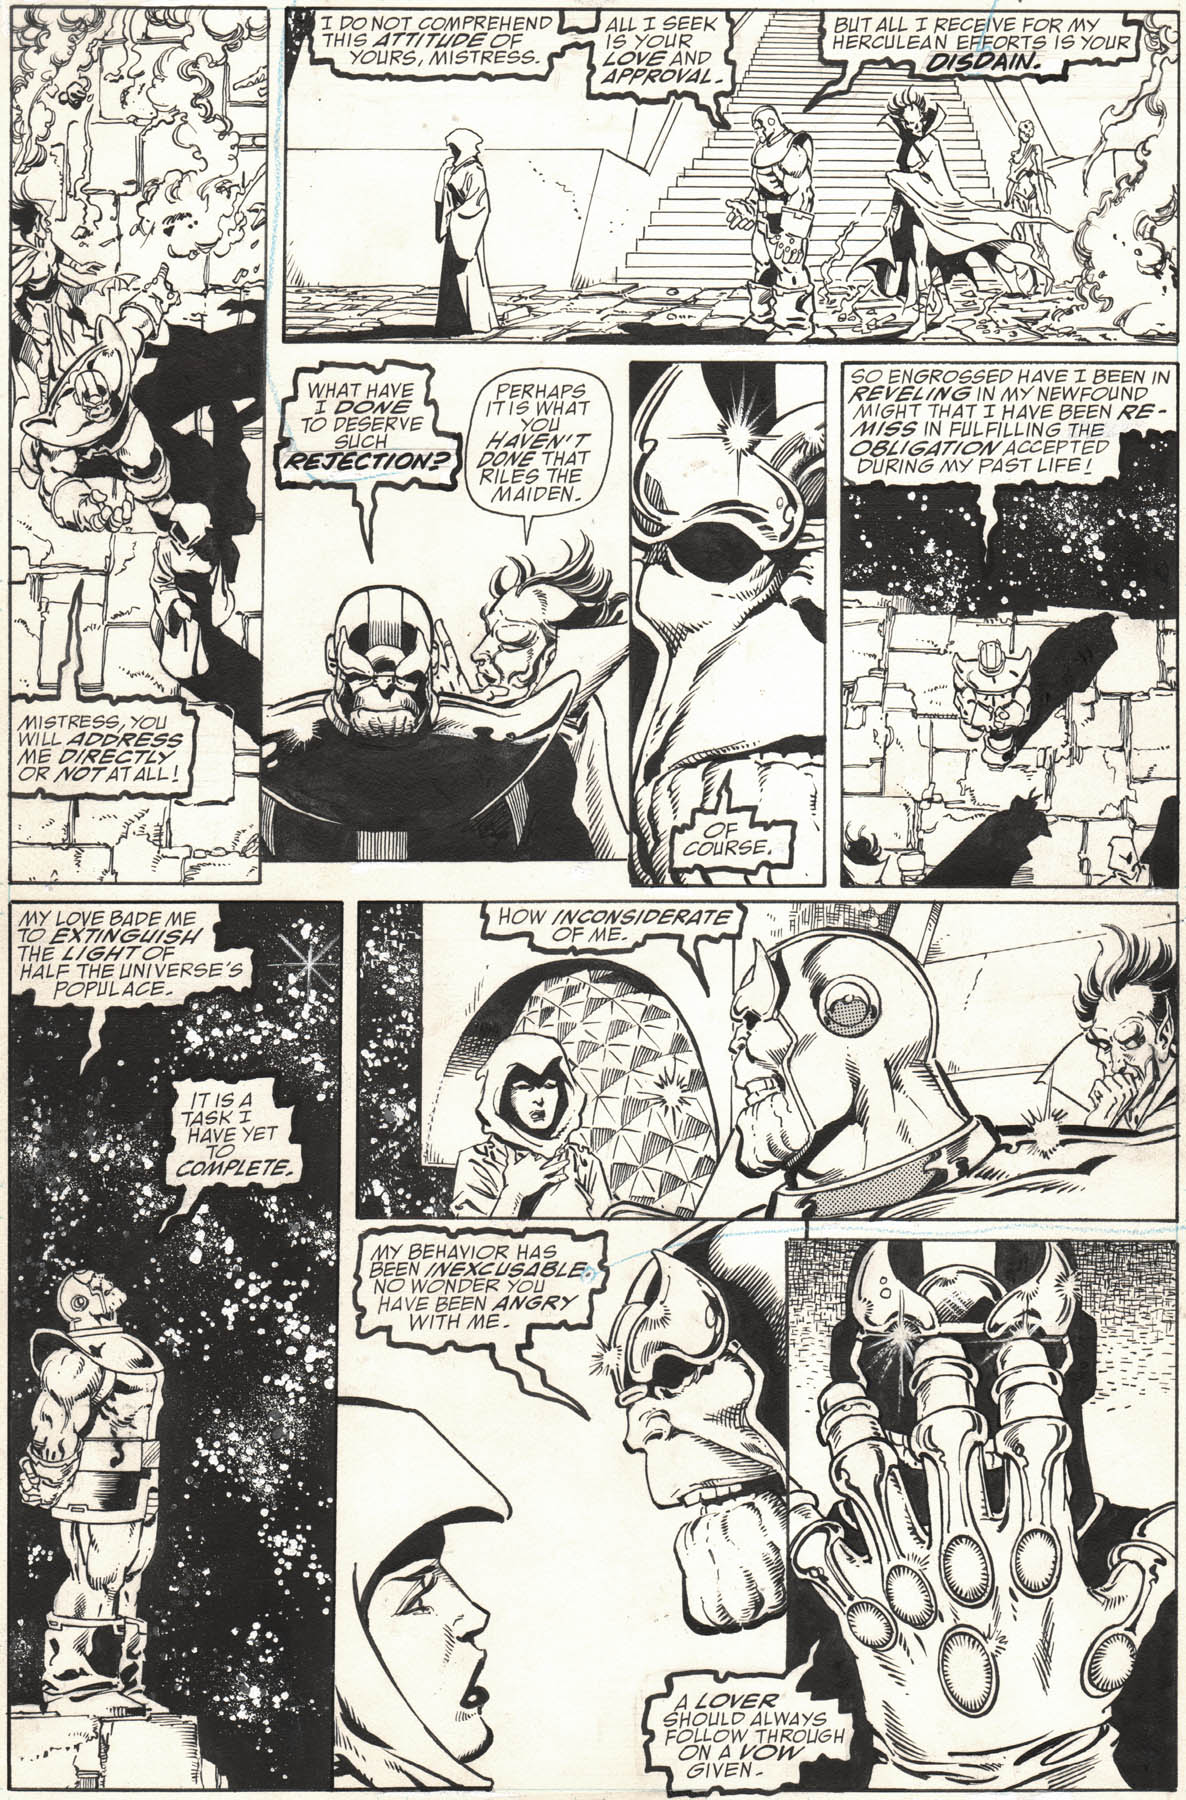 MISTRESS, YOU
WILL ADDRESS
ME DIRECTLY
OR NOT AT ALL!
I DO NOT COMPREHEND
THIS ATTITUDE OF
YOURS, MISTRESS.
ALL I SEEK
IS YOUR
LOVE AND
APPROVAL.
BUT ALL I RECEIVE FOR MY
HERCULEAN EFFORTS IS YOUR
DISDAIN.
WHAT HAVE
I DONE
TO DESERVE
SUCH
REJECTION?
PERHAPS
IT IS WHAT
YOU
HAVEN'T
DONE THAT
RILES THE
MAIDEN.
OF
COURSE.
SO ENGROSSED HAVE I BEEN IN
REVELING IN MY NEWFOUND
MIGHT THAT I HAVE BEEN RE-
MISS IN FULFILLING THE
OBLIGATION ACCEPTED
DURING MY PAST LIFE!
MY LOVE BADE ME
TO EXTINGUISH
THE LIGHT OF
HALF THE UNIVERSE'S
POPULACE.
IT IS A
TASK I
HAVE YET
TO
COMPLETE.
HOW INCONSIDERATE
OF ME.
MY BEHAVIOR HAS
BEEN INEXCUSABLE.
NO WONDER YOU
HAVE BEEN ANGRY
WITH ME.
A LOVER
SHOULD ALWAYS
FOLLOW THROUGH
ON A VOW
GIVEN.